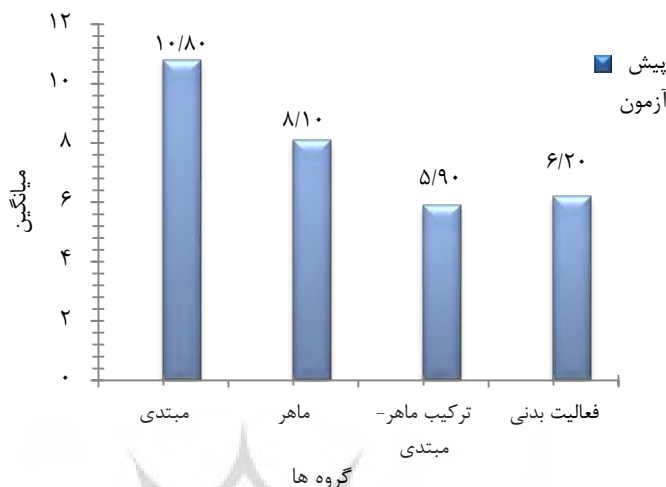 ۱۲
۱۰
۸
۶
۴
۲
۰
میانگین
۱۰/۸۰
۸/۱۰
۵/۹۰
۶/۲۰
پیش
آزمون
مبتدی
ماهر
ترکیب ماهر-
مبتدی
فعالیت بدنی
گروه ها